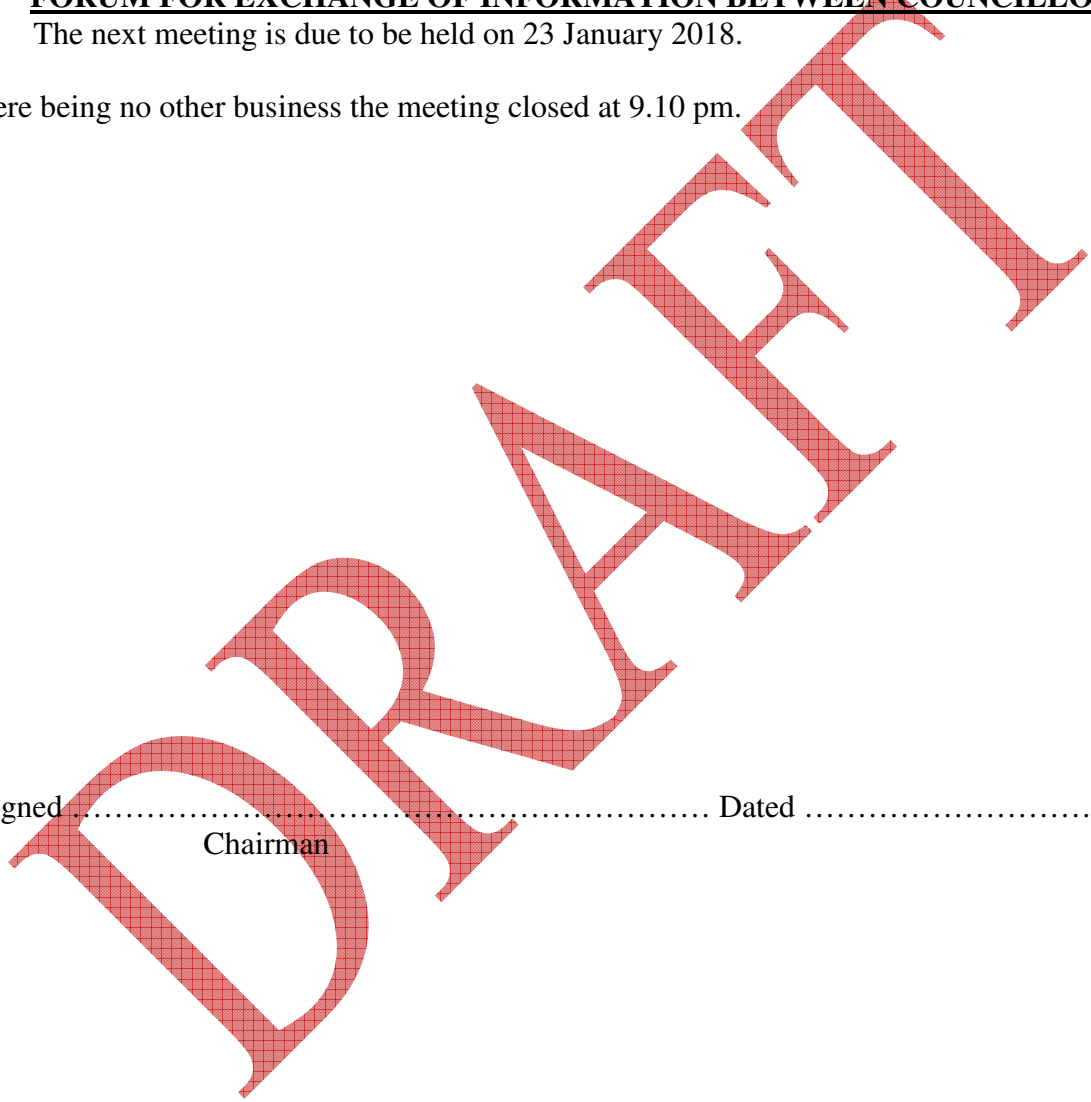 FORUM FOR EXCHANGE OF INFORMATION BETWEEN COUNCILLO
The next meeting is due to be held on 23 January 2018.
ere being no other business the meeting closed at 9.10 pm.
gned …………………………………………………… Dated ………………………
Chairman
DRAFT